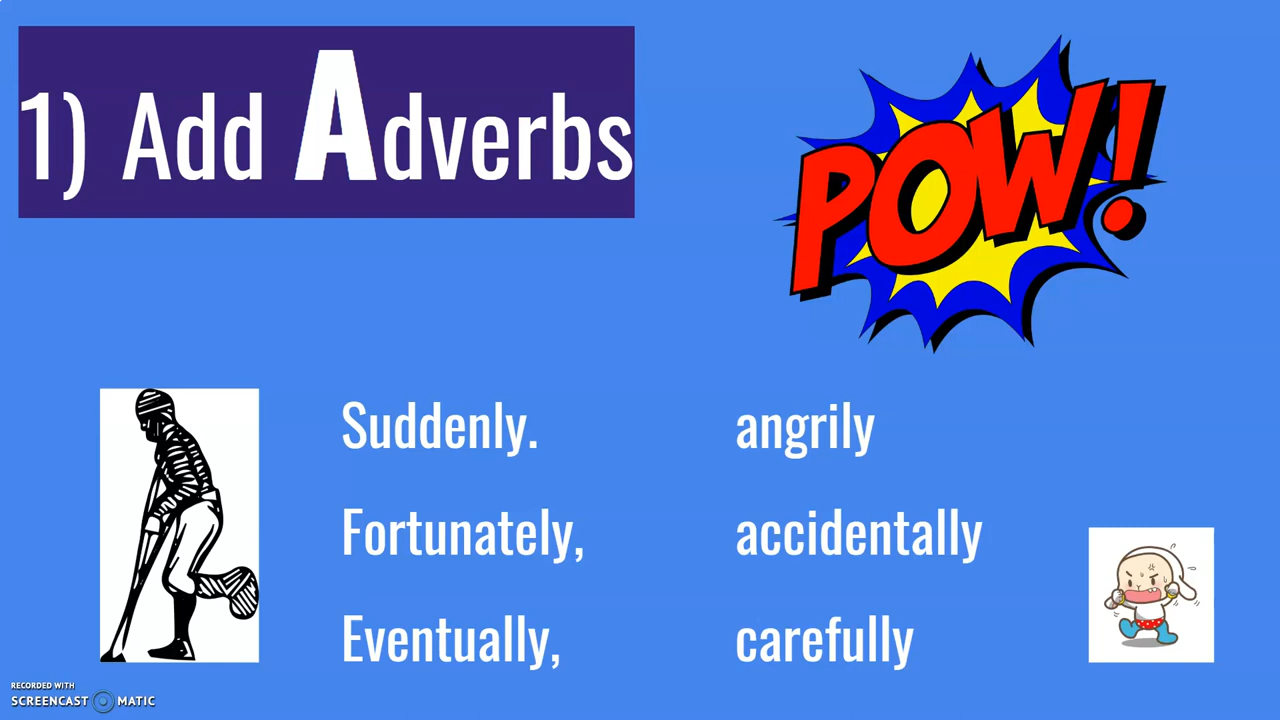 1) Add Adverbs
POW!
Suddenly. angrily
Fortunately, accidentally
Eventually, carefully
RECORDED WITH
SCREENCAST MATIC